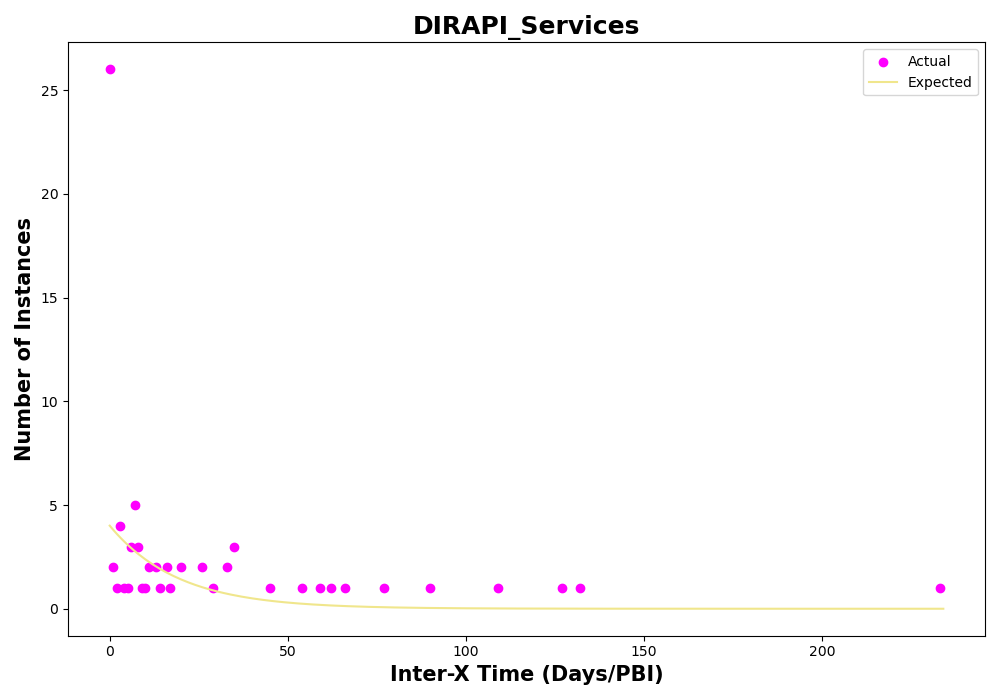 DIRAPI_Services
Actual
Expected
25
20
15
10
5
0
Number of Instances
0
50
100
150
200
Inter-X Time (Days/PBI)